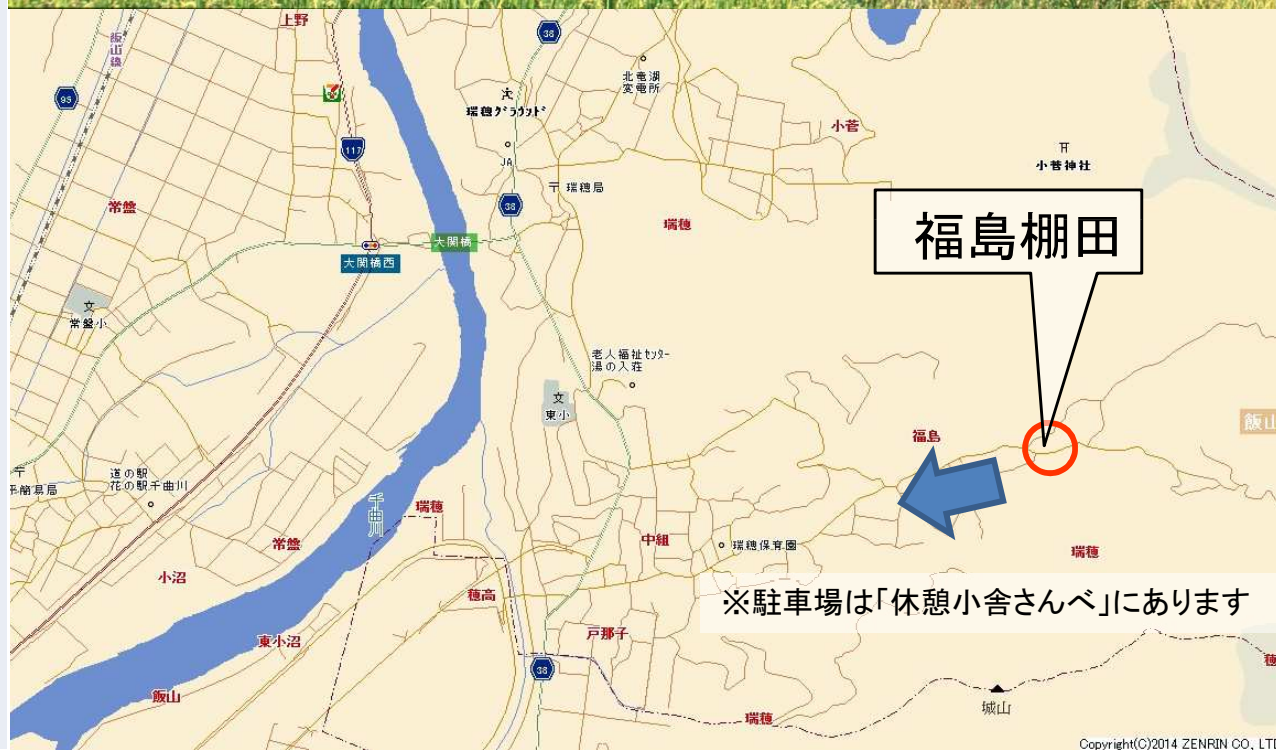 上野
飯山線
38
95
北竜湖
変電所
瑞穂グラウンド
小菅
117
JA
小菅神社
〒 瑞穂局
常盤
38
瑞穂
福島棚田
大関橋
大関橋西
文
常盤小
老人福祉センター
湯の入荘
文
東小
飯山
福島
道の駅
花の駅千曲川
千曲川
瑞穂
常盤
中組
瑞穂保育園
瑞穂
小沼
穂高
※駐車場は「休憩小舎さんべ」にあります
戸那子
東小沼
38
飯山
城山
瑞穂
Copyright(C)2014 ZENRIN CO., LT